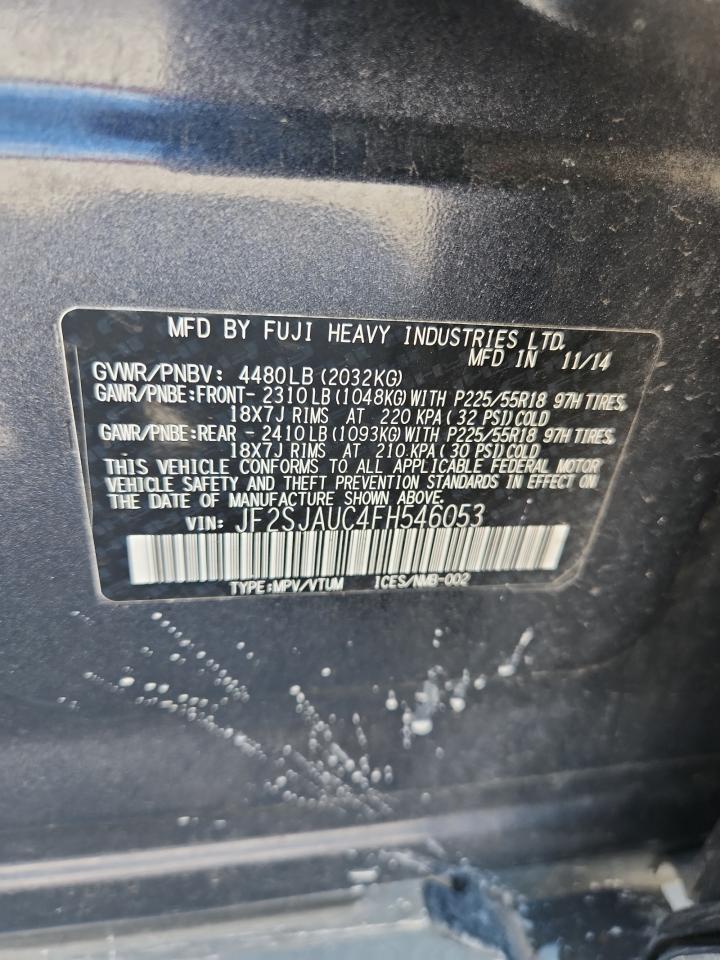 MFD BY FUJI HEAVY INDUSTRIES LTD.
MFD IN 11/14
GVWR/PNBV: 4480LB(2032KG)
GAWR/PNBE:FRONT- 2310LB(1048KG)WITH P225/55R18 97H TIRES,
18X7J RIMS AT 220 KPA(32 PSI)COLD
GAWR/PNBE:REAR - 2410LB(1093KG)WITH P225/55R18 97H TIRES,
18X7J RIMS AT 210.KPA(30 PSI)COLD
THIS VEHICLE CONFORMS TO ALL APPLICABLE FEDERAL MOTOR
VEHICLE SAFETY AND THEFT PREVENTION STANDARDS IN EFFECT ON
THE DATE OF MANUFACTURE SHOWN ABOVE.
VIN: JF2SJAUC4FH546053
TYPE:MPV/VTUM ICES/NMB-002